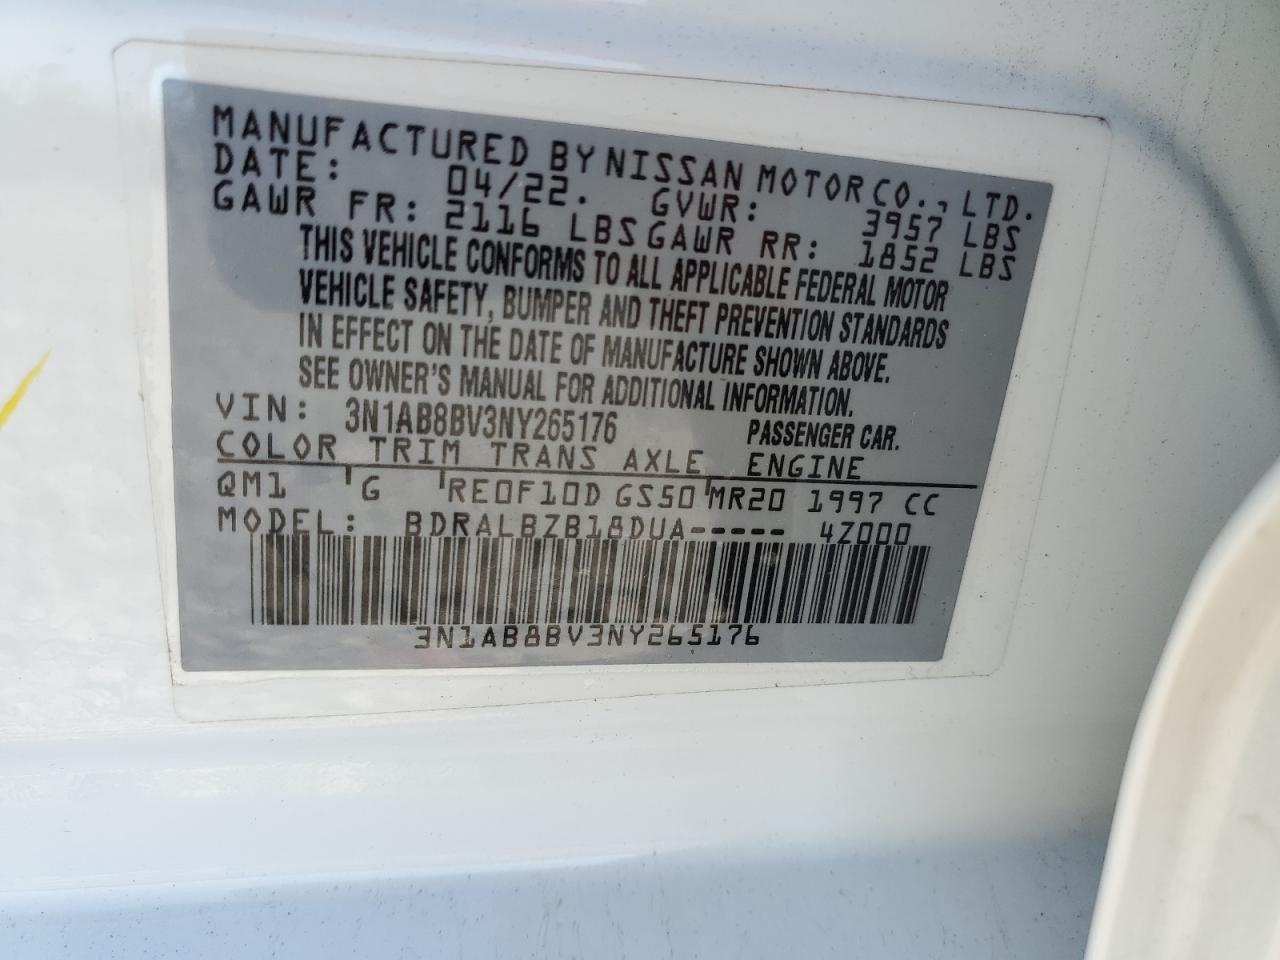 MANUFACTURED BY NISSAN MOTOR CO., LTD.
DATE: 04/22. GVWR: 3957 LBS
GAWR FR: 2116 LBS GAWR RR: 1852 LBS
THIS VEHICLE CONFORMS TO ALL APPLICABLE FEDERAL MOTOR
VEHICLE SAFETY, BUMPER AND THEFT PREVENTION STANDARDS
IN EFFECT ON THE DATE OF MANUFACTURE SHOWN ABOVE.
SEE OWNER'S MANUAL FOR ADDITIONAL INFORMATION.
VIN: 3N1AB8BV3NY265176 PASSENGER CAR.
COLOR TRIM TRANS AXLE ENGINE
QM1 G RE0F10D GS50 MR20 1997 CC
MODEL: BDRALBZB18DUA----- 4Z000
3N1AB8BV3NY265176